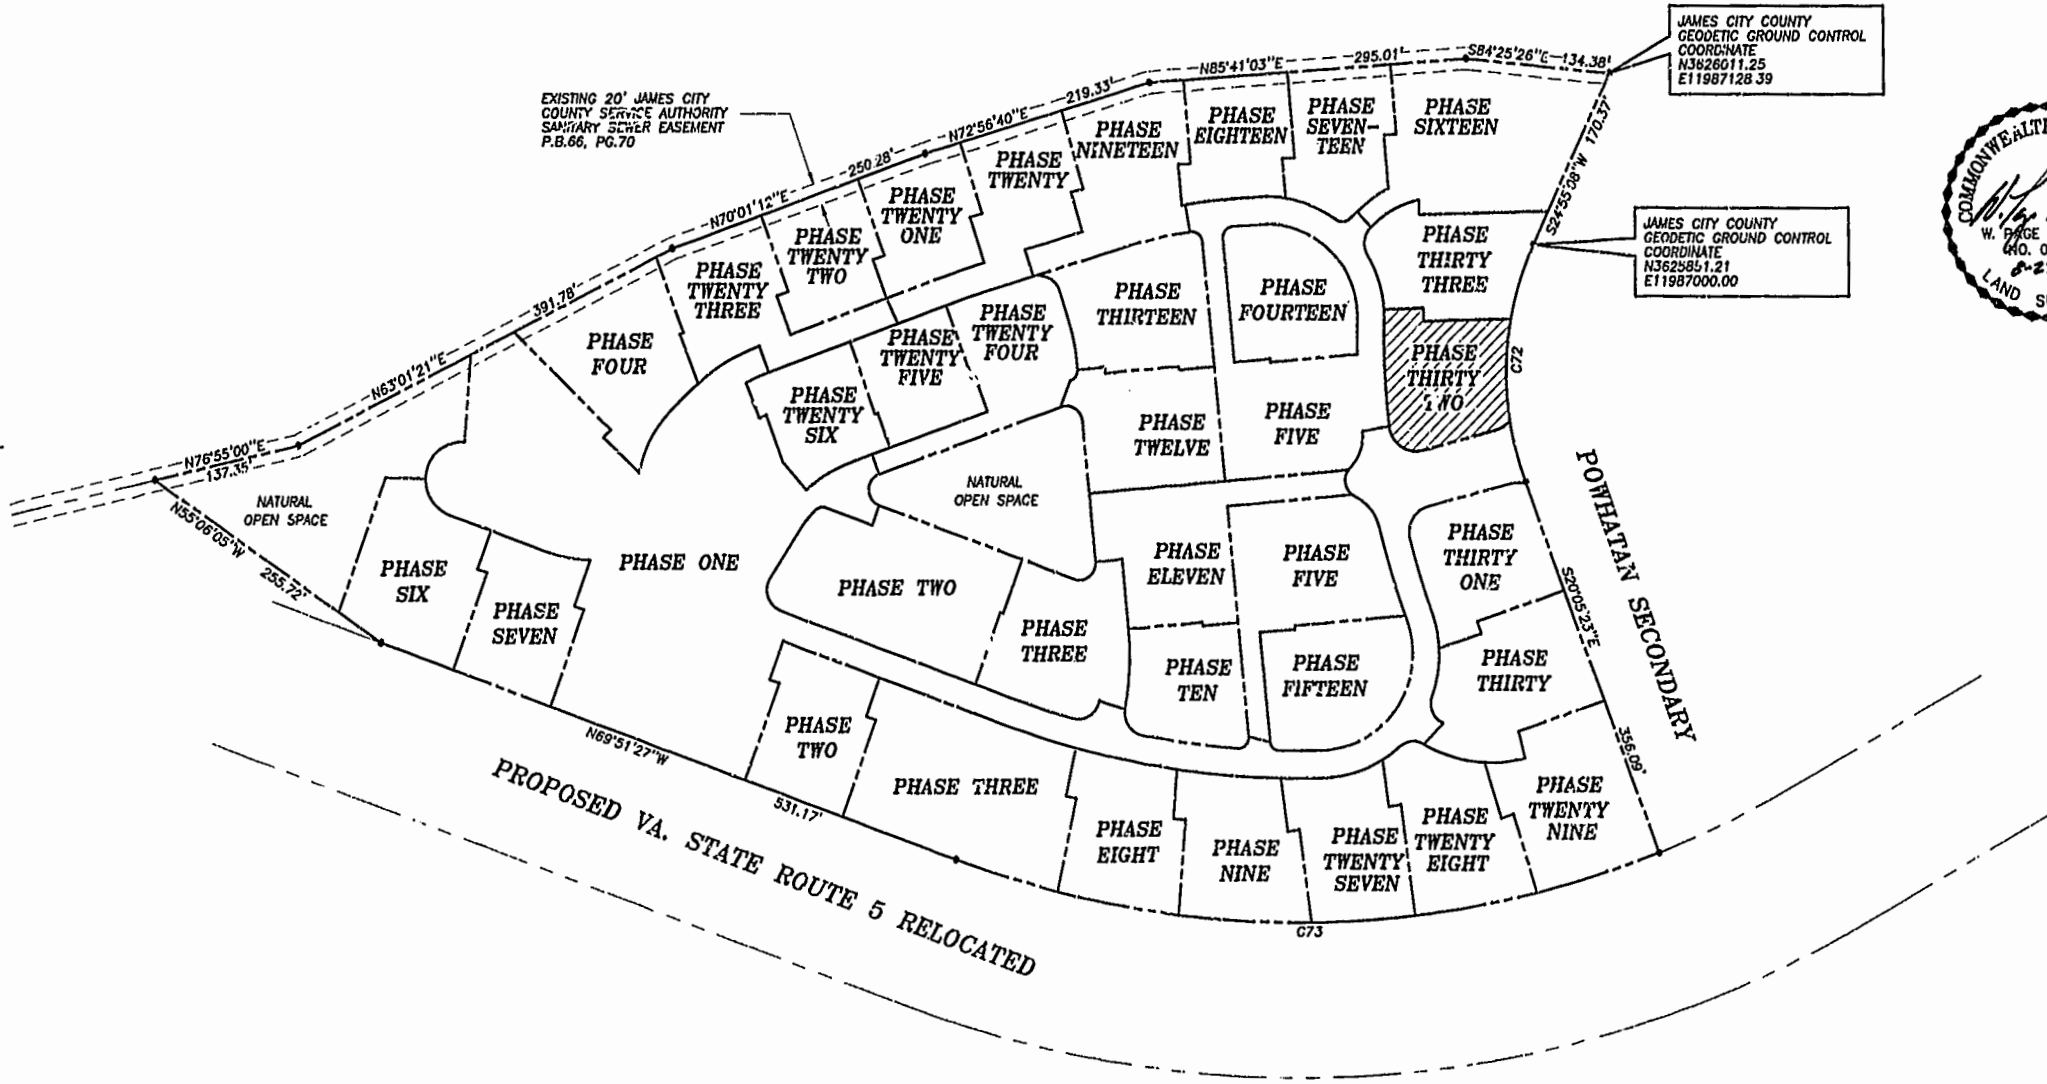 JAMES CITY COUNTY
GEODETIC GROUND CONTROL
COORDINATE
N3626011.25
E11987128.39
EXISTING 20' JAMES CITY
COUNTY SERVICE AUTHORITY
SANITARY SEWER EASEMENT
P.B.66, PG.70
N76°55'00"E
137.35'
N63°01'21"E
391.78'
N70°01'12"E
250.28'
N72°56'40"E
219.33'
N85°41'03"E
295.01'
S84°25'26"E
134.38'
S24°55'08"W 170.37'
JAMES CITY COUNTY
GEODETIC GROUND CONTROL
COORDINATE
N3625851.21
E11987000.00
COMMONWEALTH
W. PAGE
NO. 0
LAND
PHASE
SIXTEEN
PHASE
SEVEN-
TEEN
PHASE
EIGHTEEN
PHASE
NINETEEN
PHASE
TWENTY
PHASE
TWENTY
ONE
PHASE
TWENTY
TWO
PHASE
TWENTY
THREE
PHASE
FOUR
PHASE
TWENTY
SIX
PHASE
TWENTY
FIVE
PHASE
TWENTY
FOUR
PHASE
THIRTEEN
PHASE
FOURTEEN
PHASE
THIRTY
THREE
PHASE
THIRTY
TWO
C72
PHASE
TWELVE
PHASE
FIVE
NATURAL
OPEN SPACE
NATURAL
OPEN SPACE
N55°06'05"W
255.72'
PHASE
SIX
PHASE
SEVEN
PHASE ONE
PHASE TWO
PHASE
THREE
PHASE
ELEVEN
PHASE
FIVE
PHASE
THIRTY
ONE
POWHATAN SECONDARY
S20°05'23"E
356.09'
PHASE
TEN
PHASE
FIFTEEN
PHASE
THIRTY
PHASE
TWO
PHASE THREE
PHASE
EIGHT
PHASE
NINE
PHASE
TWENTY
SEVEN
PHASE
TWENTY
EIGHT
PHASE
TWENTY
NINE
N69°51'27"W
531.17'
C73
PROPOSED VA. STATE ROUTE 5 RELOCATED